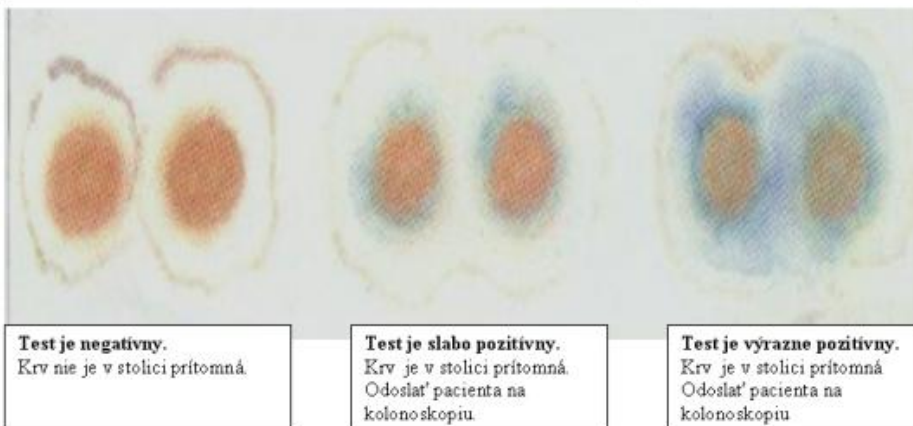 Test je negatívny.
Krv nie je v stolici prítomná.
Test je slabo pozitívny.
Krv je v stolici prítomná.
Odoslať pacienta na
kolonoskopiu.
Test je výrazne pozitívny.
Krv je v stolici prítomná
Odoslať pacienta na
kolonoskopiu